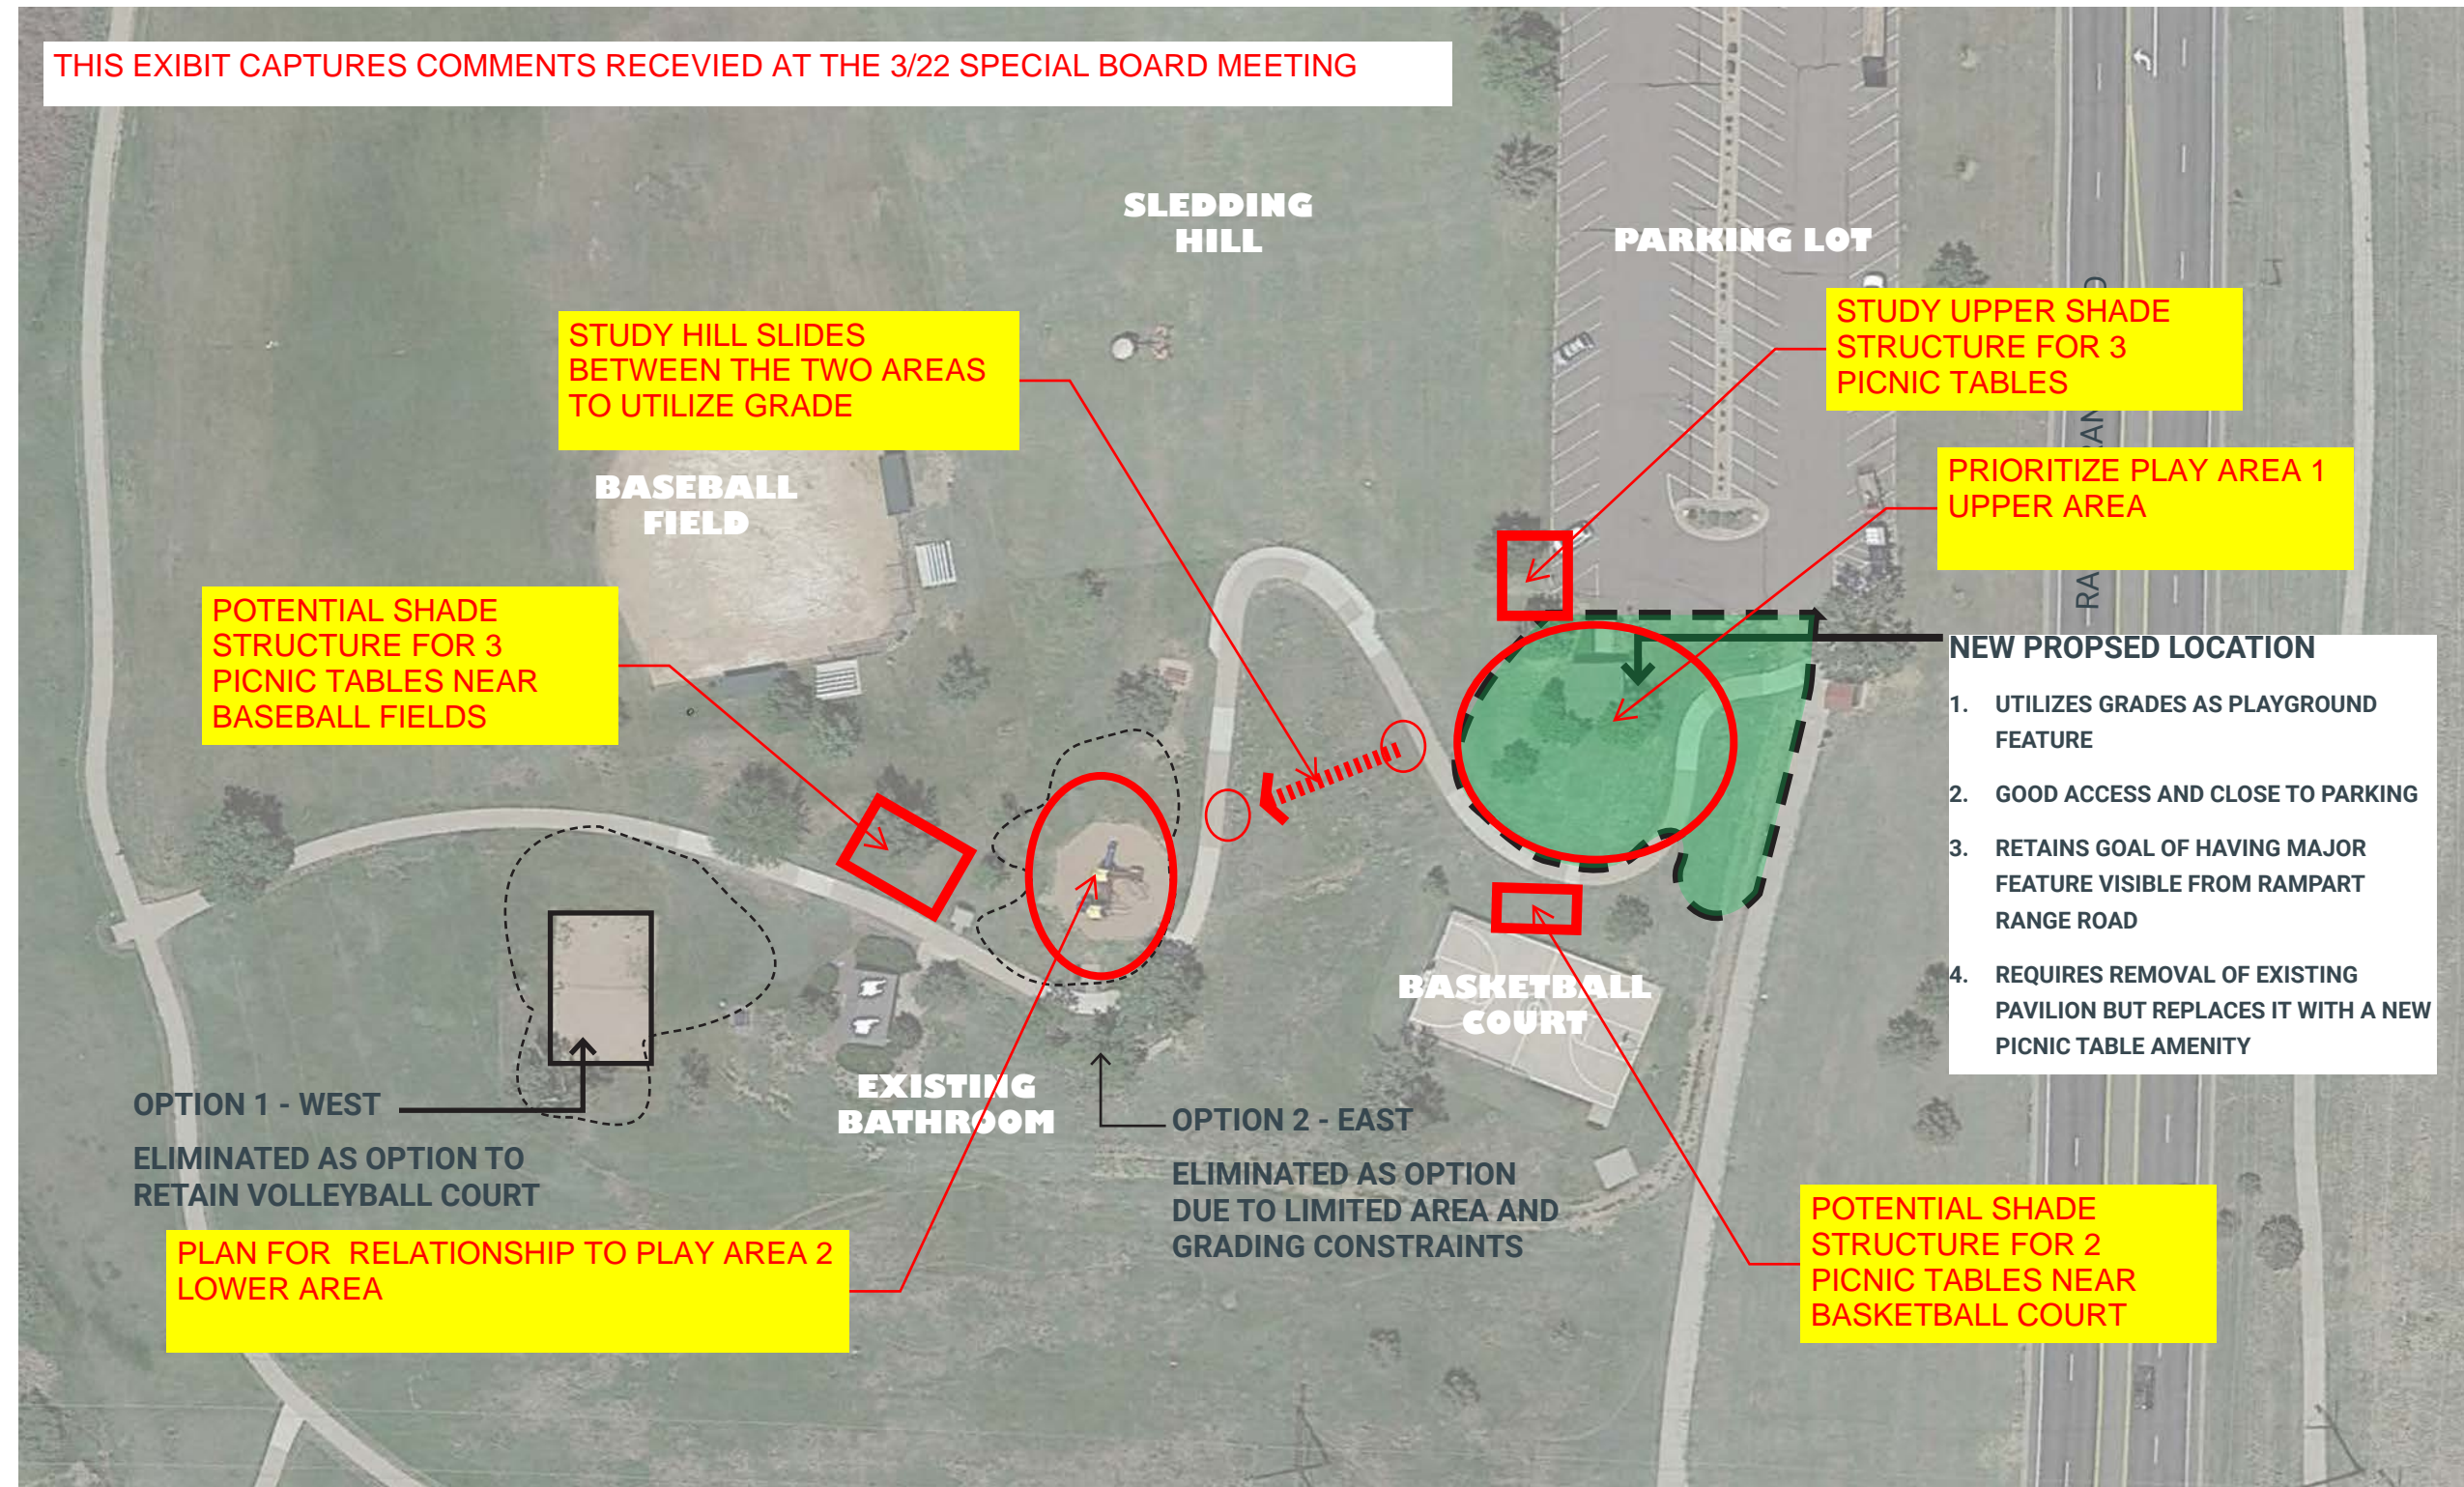 THIS EXIBIT CAPTURES COMMENTS RECEVIED AT THE 3/22 SPECIAL BOARD MEETING
SLEDDING
HILL
PARKING LOT
STUDY HILL SLIDES
BETWEEN THE TWO AREAS
TO UTILIZE GRADE
STUDY UPPER SHADE
STRUCTURE FOR 3
PICNIC TABLES
BASEBALL
FIELD
PRIORITIZE PLAY AREA 1
UPPER AREA
POTENTIAL SHADE
STRUCTURE FOR 3
PICNIC TABLES NEAR
BASEBALL FIELDS
NEW PROPSED LOCATION
1. UTILIZES GRADES AS PLAYGROUND
FEATURE
2. GOOD ACCESS AND CLOSE TO PARKING
3. RETAINS GOAL OF HAVING MAJOR
FEATURE VISIBLE FROM RAMPART
RANGE ROAD
4. REQUIRES REMOVAL OF EXISTING
PAVILION BUT REPLACES IT WITH A NEW
PICNIC TABLE AMENITY
BASKETBALL
COURT
EXISTING
BATHROOM
OPTION 1 - WEST
ELIMINATED AS OPTION TO
RETAIN VOLLEYBALL COURT
OPTION 2 - EAST
ELIMINATED AS OPTION
DUE TO LIMITED AREA AND
GRADING CONSTRAINTS
PLAN FOR  RELATIONSHIP TO PLAY AREA 2
LOWER AREA
POTENTIAL SHADE
STRUCTURE FOR 2
PICNIC TABLES NEAR
BASKETBALL COURT